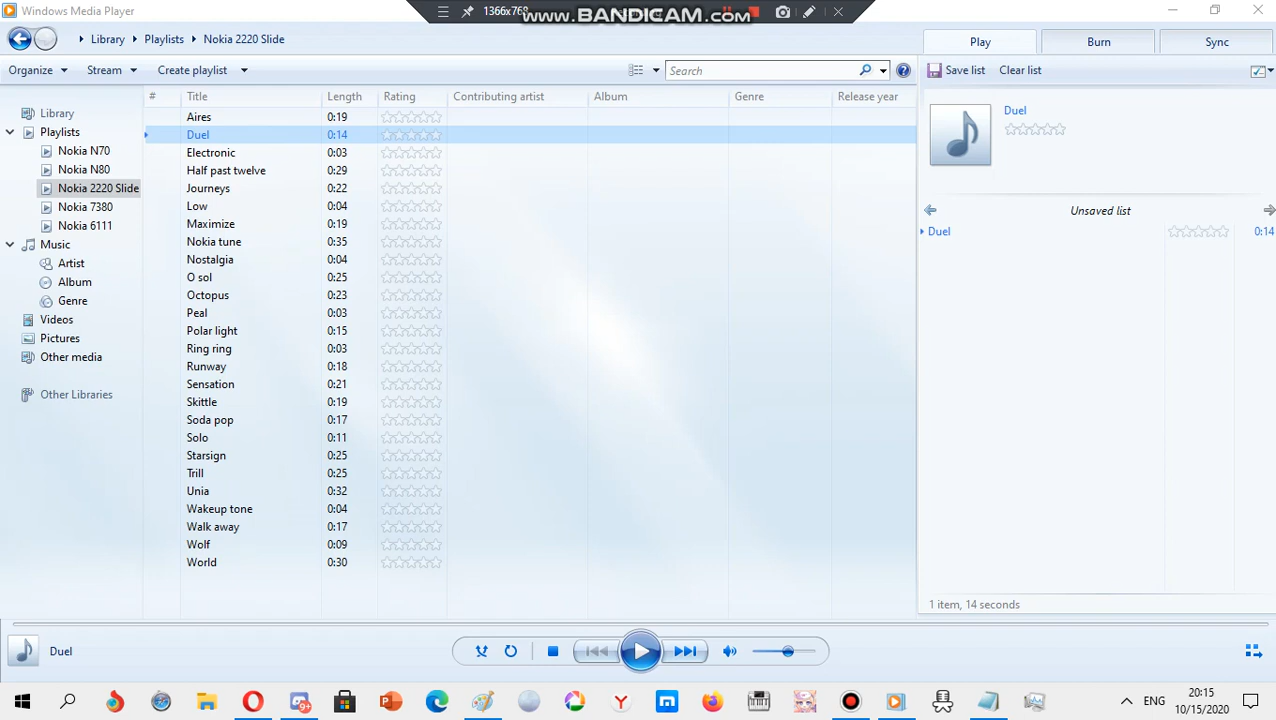 Windows Media Player
1366x768
www.BANDICAM.com
Library Playlists Nokia 2220 Slide
Play Burn Sync
Organize Stream Create playlist Search
Save list Clear list
# Title Length Rating Contributing artist Album Genre Release year
Library
Playlists
Nokia N70
Nokia N80
Nokia 2220 Slide
Nokia 7380
Nokia 6111
Music
Artist
Album
Genre
Videos
Pictures
Other media
Other Libraries
Aires 0:19
Duel 0:14
Electronic 0:03
Half past twelve 0:29
Journeys 0:22
Low 0:04
Maximize 0:19
Nokia tune 0:35
Nostalgia 0:04
O sol 0:25
Octopus 0:23
Peal 0:03
Polar light 0:15
Ring ring 0:03
Runway 0:18
Sensation 0:21
Skittle 0:19
Soda pop 0:17
Solo 0:11
Starsign 0:25
Trill 0:25
Unia 0:32
Wakeup tone 0:04
Walk away 0:17
Wolf 0:09
World 0:30
Duel
Unsaved list
Duel 0:14
1 item, 14 seconds
Duel
ENG
20:15
10/15/2020